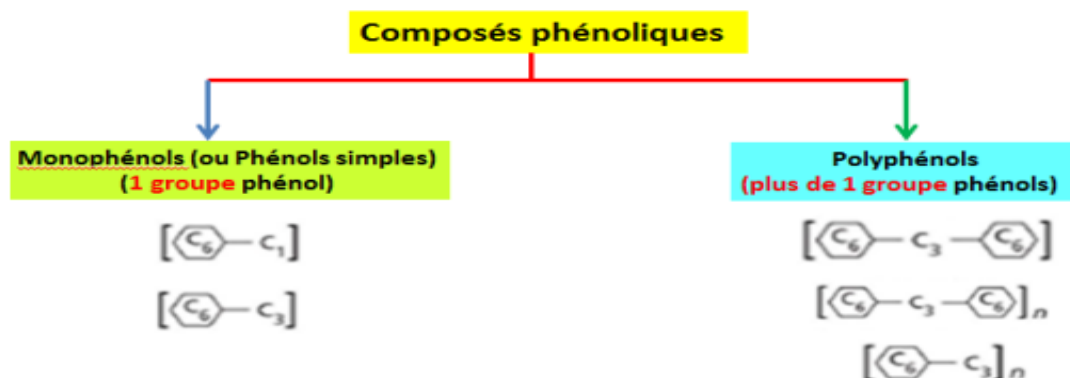 Composés phénoliques
Monophénols (ou Phénols simples)
(1 groupe phénol)
Polyphénols
(plus de 1 groupe phénols)
[C₆—C₁]
[C₆—C₃—C₆]
[C₆—C₃]
[C₆—C₃—C₆]ₙ
[C₆—C₃]ₙ